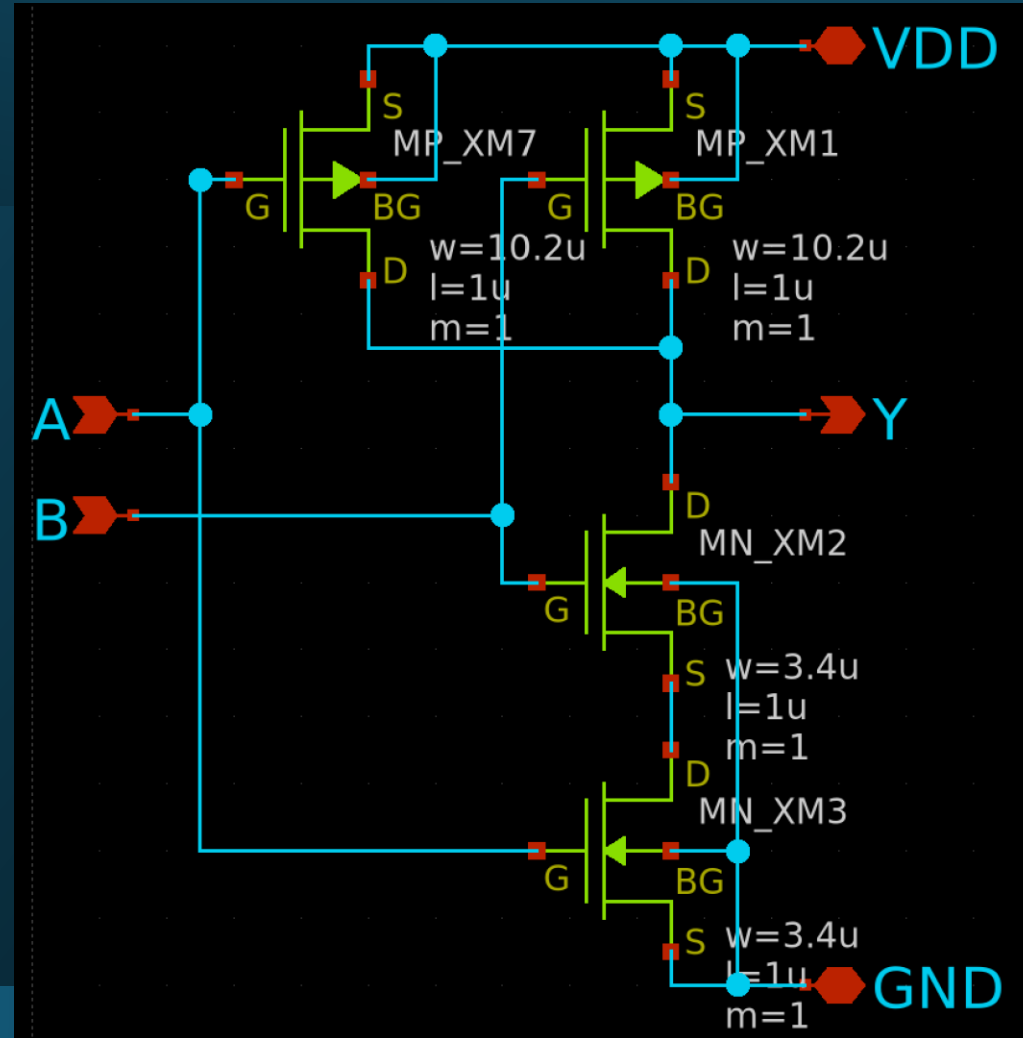 VDD
S
S
MP_XM7
MP_XM1
G
BG
G
BG
w=10.2u
l=1u
m=1
w=10.2u
l=1u
m=1
D
D
A
Y
B
D
MN_XM2
G
BG
S
w=3.4u
l=1u
m=1
D
MN_XM3
G
BG
S
w=3.4u
l=1u
m=1
GND